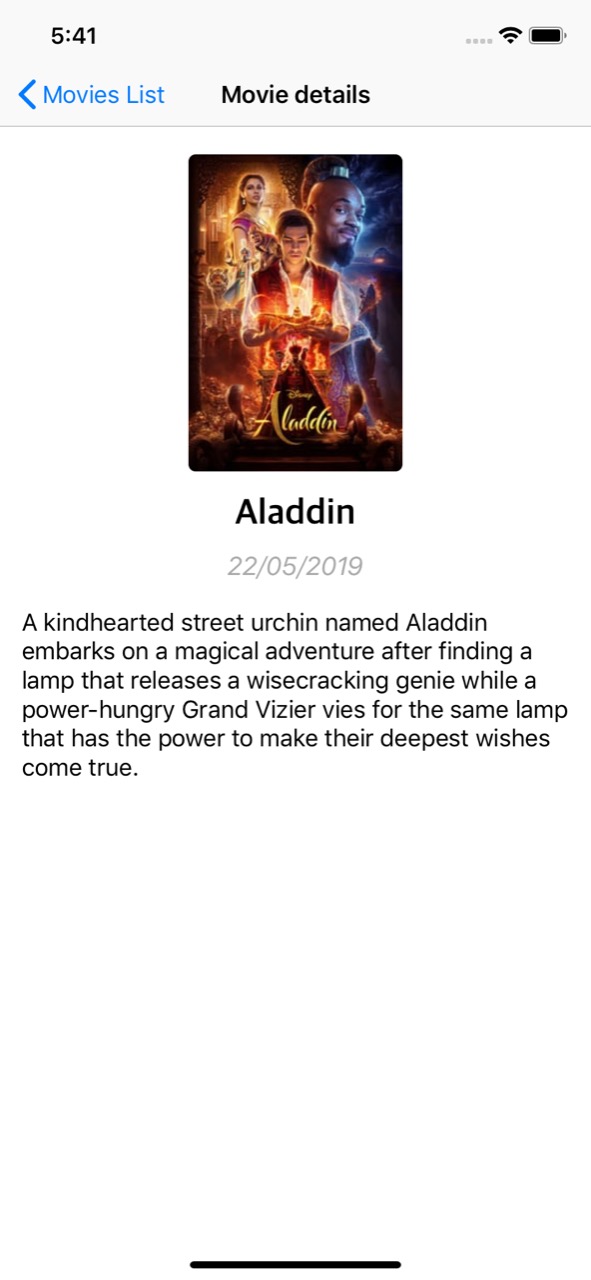 5:41
Movies List
Movie details
Disney
Aladdin
Aladdin
22/05/2019
A kindhearted street urchin named Aladdin
embarks on a magical adventure after finding a
lamp that releases a wisecracking genie while a
power-hungry Grand Vizier vies for the same lamp
that has the power to make their deepest wishes
come true.